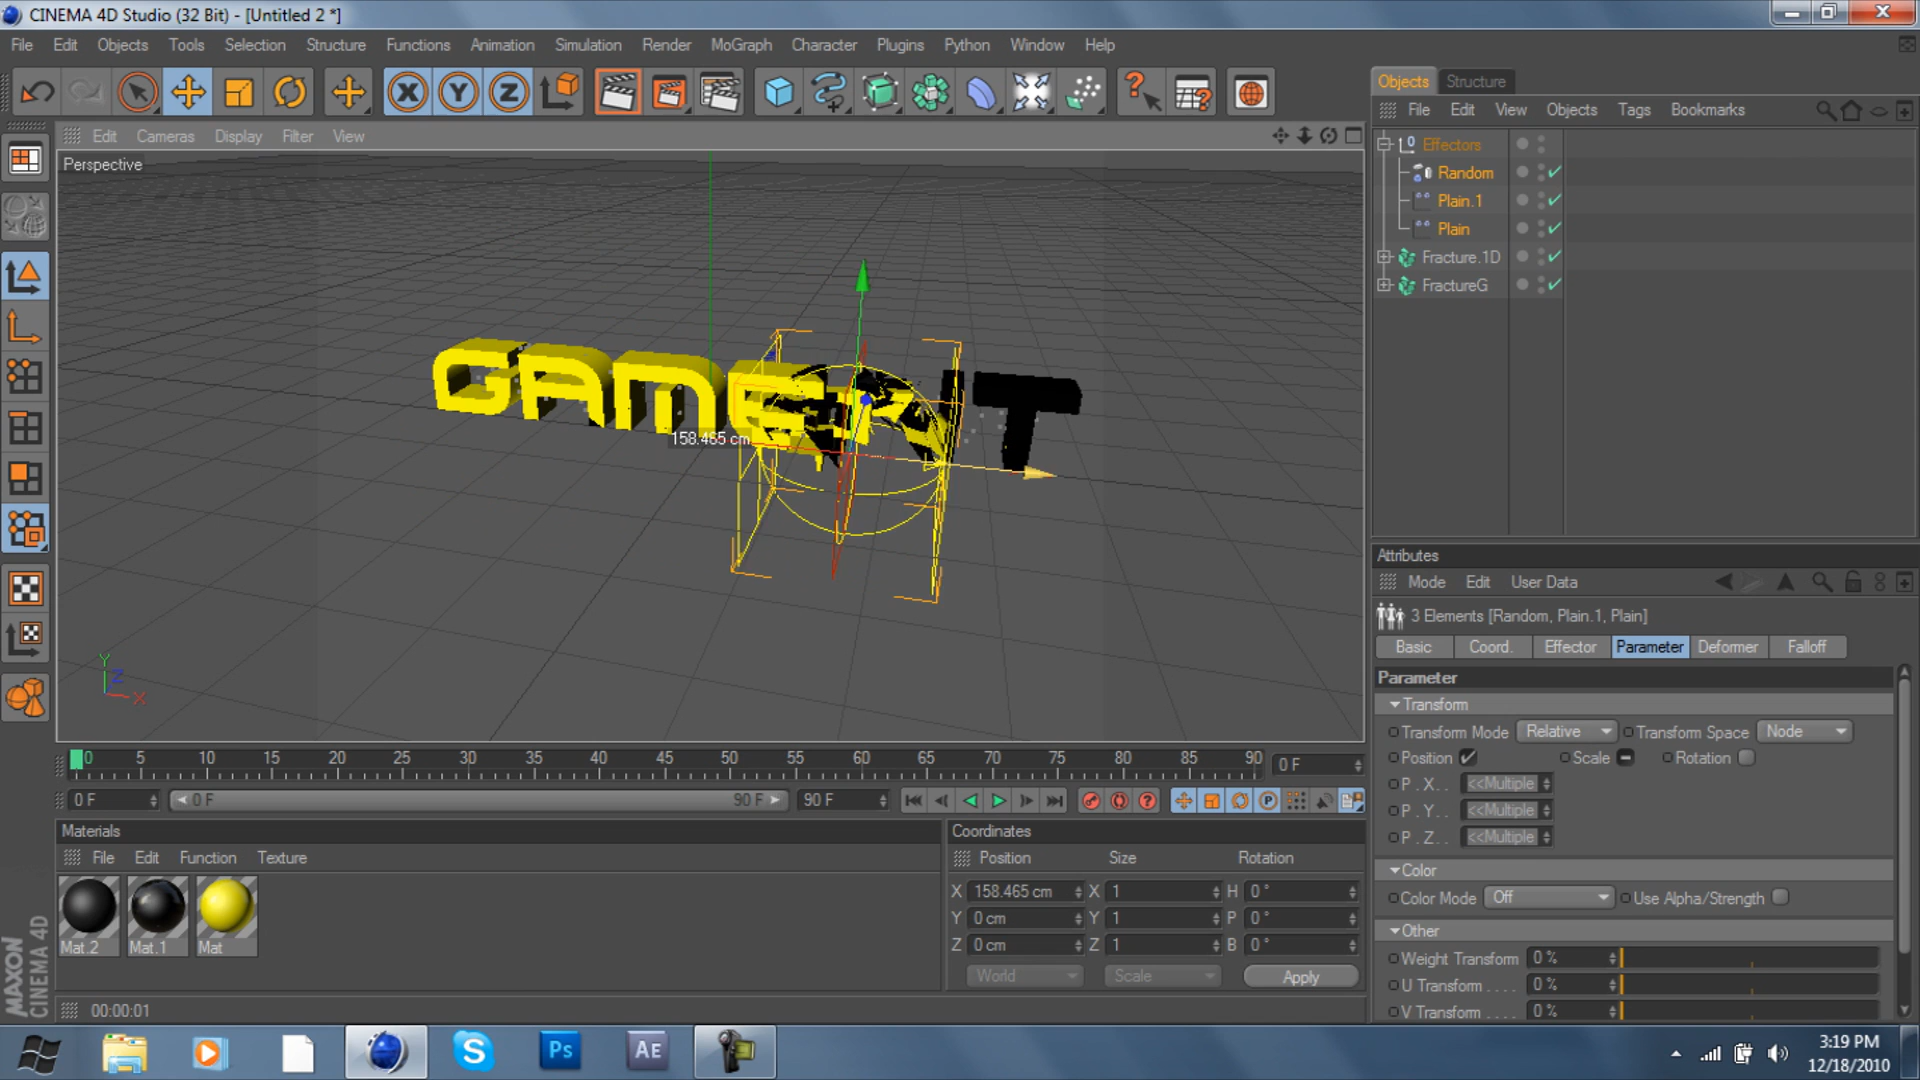 CINEMA 4D Studio (32 Bit) - [Untitled 2 *]
File Edit Objects Tools Selection Structure Functions Animation Simulation Render MoGraph Character Plugins Python Window Help
Objects Structure
File Edit View Objects Tags Bookmarks
Edit Cameras Display Filter View
Perspective
Effectors
Random
Plain.1
Plain
Fracture.1D
FractureG
GAME KIT
158.465 cm
Y Z X
Attributes
Mode Edit User Data
3 Elements [Random, Plain.1, Plain]
Basic Coord. Effector Parameter Deformer Falloff
Parameter
Transform
Transform Mode Relative Transform Space Node
Position Scale Rotation
P . X . . <<Multiple
P . Y . . <<Multiple
P . Z . . <<Multiple
Color
Color Mode Off Use Alpha/Strength
Other
Weight Transform 0 %
U Transform . . . . 0 %
V Transform . . . . 0 %
0 5 10 15 20 25 30 35 40 45 50 55 60 65 70 75 80 85 90 0 F
0 F 0 F 90 F 90 F
Materials
File Edit Function Texture
Mat.2 Mat.1 Mat
Coordinates
Position Size Rotation
X 158.465 cm X 1 H 0 °
Y 0 cm Y 1 P 0 °
Z 0 cm Z 1 B 0 °
World Scale Apply
MAXON
CINEMA 4D
00:00:01
Ps AE
3:19 PM
12/18/2010